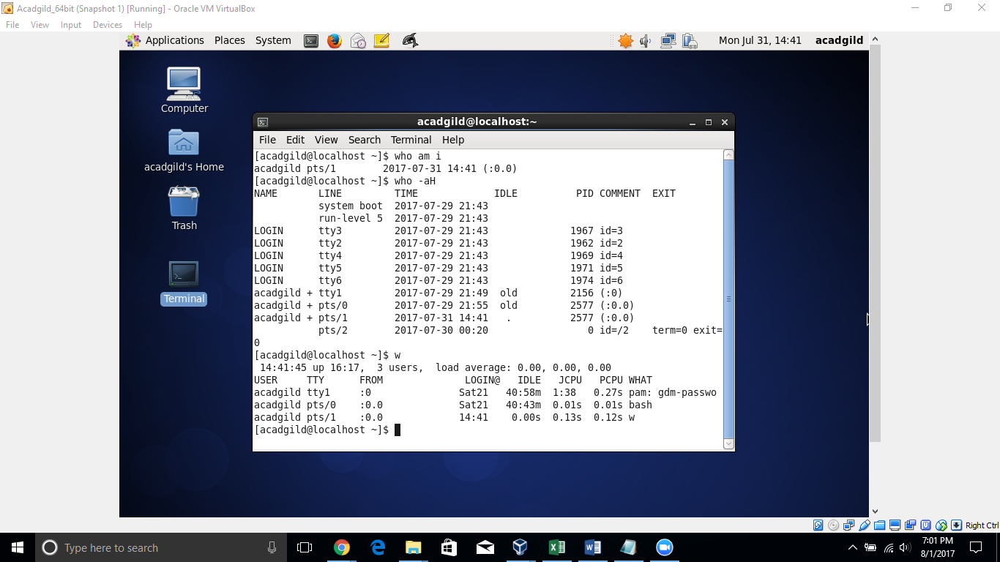 Acadgild_64bit (Snapshot 1) [Running] - Oracle VM VirtualBox
File View Input Devices Help
Applications Places System Mon Jul 31, 14:41 acadgild
Computer
acadgild's Home
Trash
Terminal
acadgild@localhost:~
File Edit View Search Terminal Help
[acadgild@localhost ~]$ who am i
acadgild pts/1        2017-07-31 14:41 (:0.0)
[acadgild@localhost ~]$ who -aH
NAME       LINE         TIME             IDLE          PID COMMENT  EXIT
           system boot  2017-07-29 21:43
           run-level 5  2017-07-29 21:43
LOGIN      tty3         2017-07-29 21:43              1967 id=3
LOGIN      tty2         2017-07-29 21:43              1962 id=2
LOGIN      tty4         2017-07-29 21:43              1969 id=4
LOGIN      tty5         2017-07-29 21:43              1971 id=5
LOGIN      tty6         2017-07-29 21:43              1974 id=6
acadgild + tty1         2017-07-29 21:49  old         2156 (:0)
acadgild + pts/0        2017-07-29 21:55  old         2577 (:0.0)
acadgild + pts/1        2017-07-31 14:41   .          2577 (:0.0)
           pts/2        2017-07-30 00:20                 0 id=/2    term=0 exit=
0
[acadgild@localhost ~]$ w
 14:41:45 up 16:17,  3 users,  load average: 0.00, 0.00, 0.00
USER     TTY      FROM              LOGIN@   IDLE   JCPU   PCPU WHAT
acadgild tty1     :0               Sat21   40:58m  1:38   0.27s pam: gdm-passwo
acadgild pts/0    :0.0             Sat21   40:43m  0.01s  0.01s bash
acadgild pts/1    :0.0             14:41    0.00s  0.13s  0.12s w
[acadgild@localhost ~]$
Right Ctrl
Type here to search
7:01 PM
8/1/2017